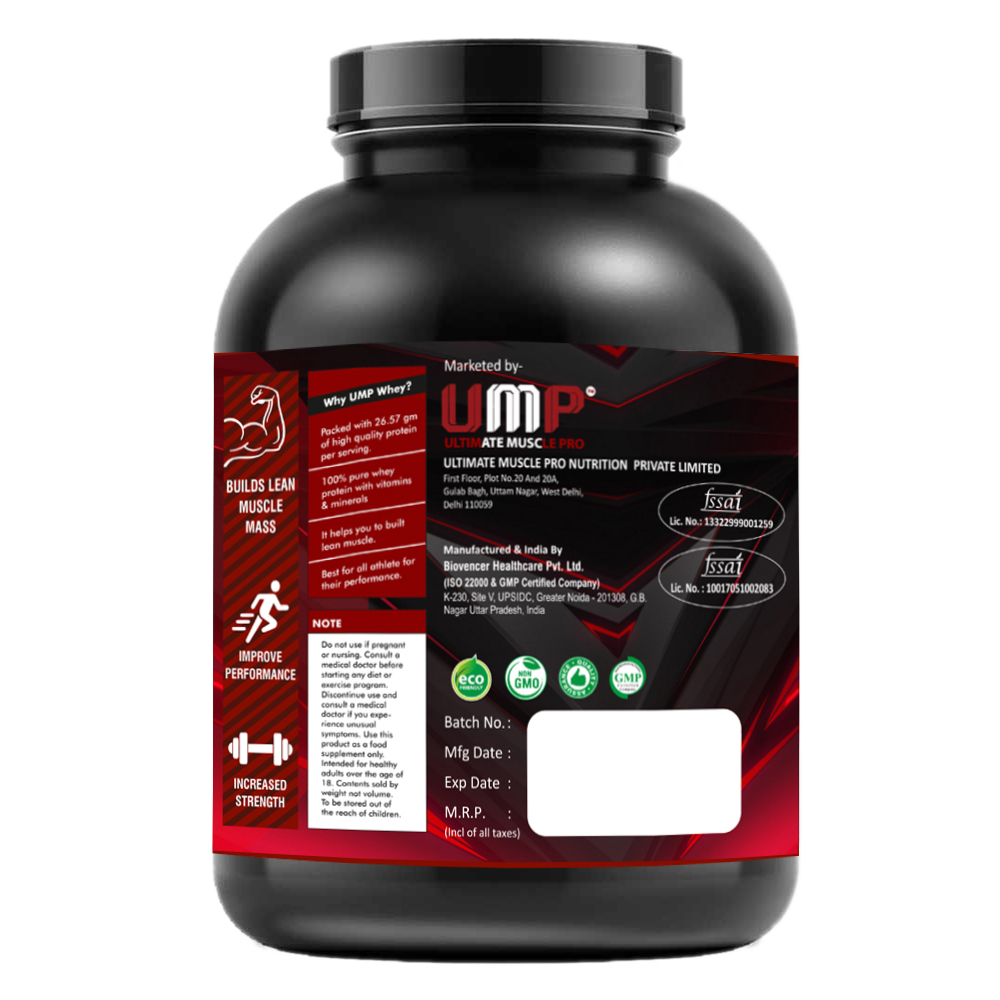 BUILDS LEAN
MUSCLE
MASS
IMPROVE
PERFORMANCE
INCREASED
STRENGTH
Why UMP Whey?
Packed with 26.57 gm
of high quality protein
per serving.
100% pure whey
protein with vitamins
& minerals
It helps you to built
lean muscle.
Best for all athlete for
their performance.
NOTE
Do not use if pregnant
or nursing. Consult a
medical doctor before
starting any diet or
exercise program.
Discontinue use and
consult a medical
doctor if you expe-
rience unusual
symptoms. Use this
product as a food
supplement only.
Intended for healthy
adults over the age of
18. Contents sold by
weight not volume.
To be stored out of
the reach of children.
Marketed by-
UMP™
ULTIMATE MUSCLE PRO
ULTIMATE MUSCLE PRO NUTRITION PRIVATE LIMITED
First Floor, Plot No.20 And 20A,
Gulab Bagh, Uttam Nagar, West Delhi,
Delhi 110059
fssai
Lic. No.: 13322999001259
fssai
Lic. No. : 10017051002083
Manufactured & India By
Biovencer Healthcare Pvt. Ltd.
(ISO 22000 & GMP Certified Company)
K-230, Site V, UPSIDC, Greater Noida - 201308, G.B.
Nagar Uttar Pradesh, India
eco
FRIENDLY
NON
GMO
QUALITY
ASSURANCE
GMP
Certified
Company
Batch No. :
Mfg Date :
Exp Date :
M.R.P. :
(Incl of all taxes)